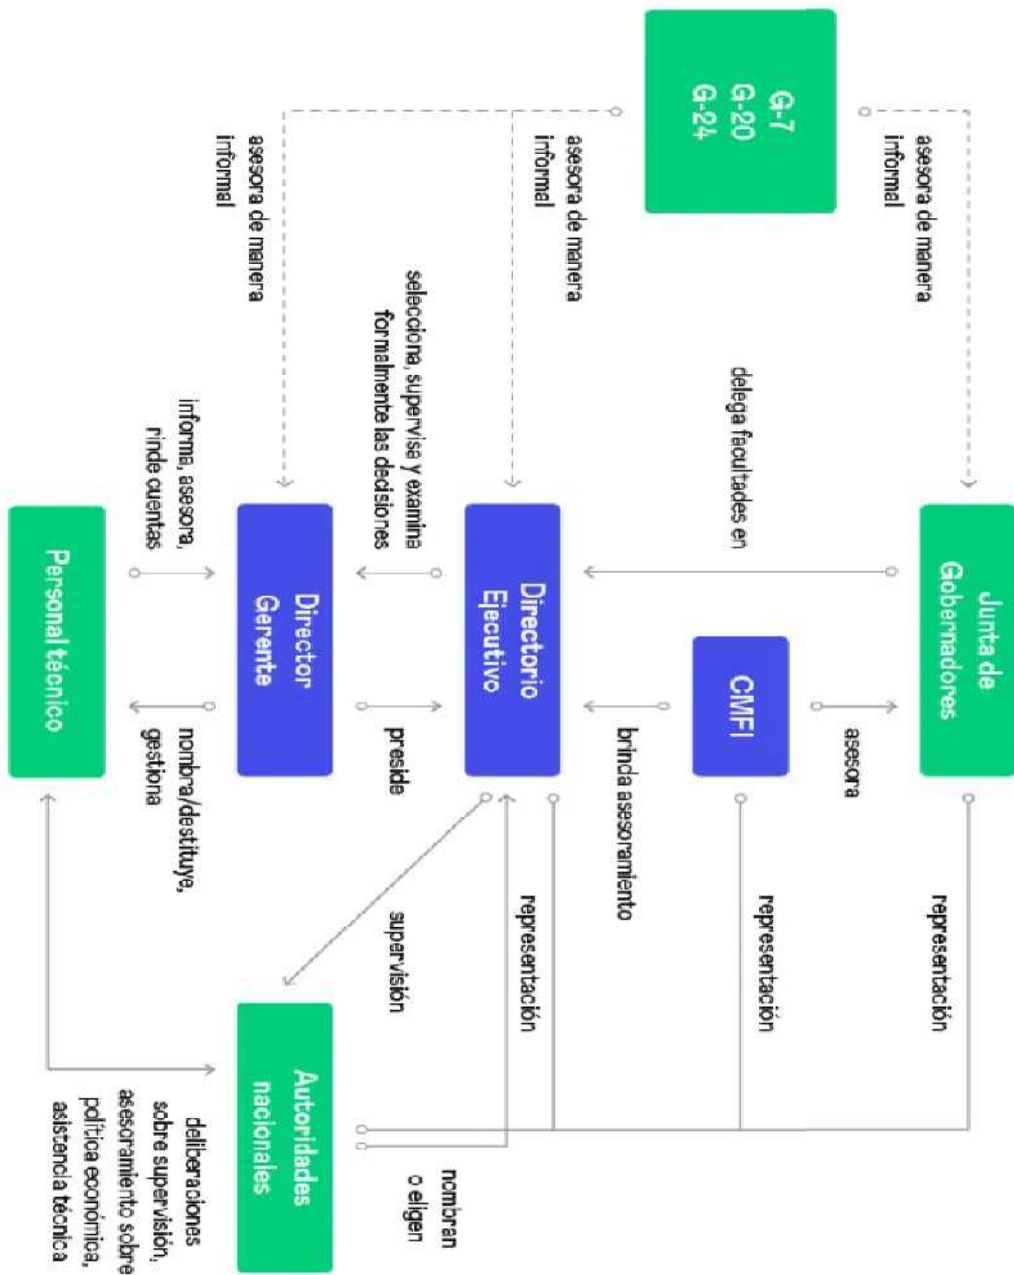 G-7
G-20
G-24
asesora de manera
informal
asesora de manera
informal
asesora de manera
informal
Junta de
Gobernadores
representación
delega facultades en
asesora
CMFI
representación
brinda asesoramiento
Directorio
Ejecutivo
representación
selecciona, supervisa y examina
formalmente las decisiones
preside
supervisión
nombran
o eligen
Director
Gerente
Autoridades
nacionales
informa, asesora,
rinde cuentas
nombra/destituye,
gestiona
Personal técnico
deliberaciones
sobre supervisión,
asesoramiento sobre
política económica,
asistencia técnica